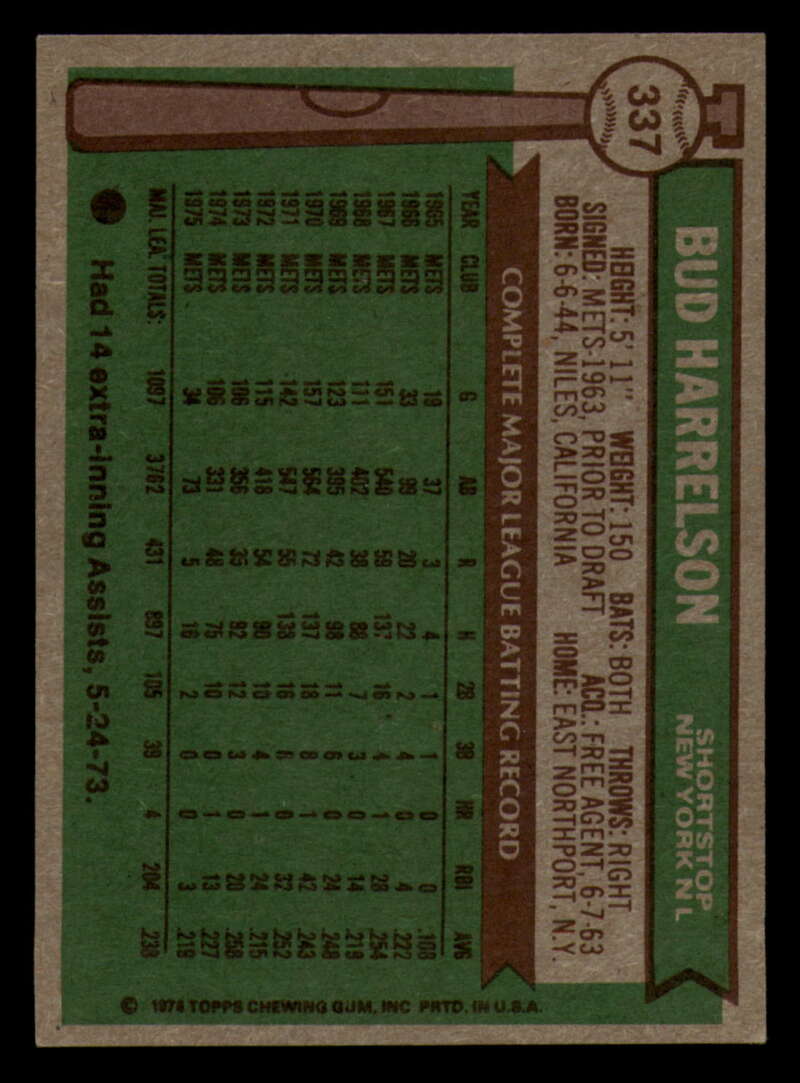 337
BUD HARRELSON
SHORTSTOP
NEW YORK N L
HEIGHT: 5' 11" WEIGHT: 150 BATS: BOTH THROWS: RIGHT
SIGNED: METS-1963, PRIOR TO DRAFT ACQ.: FREE AGENT, 6-7-63
BORN: 6-6-44, NILES, CALIFORNIA HOME: EAST NORTHPORT, N.Y.
COMPLETE MAJOR LEAGUE BATTING RECORD
YEAR CLUB G AB R H 2B 3B HR RBI AVG
1965 METS 19 37 3 4 1 1 0 0 .108
1966 METS 33 99 20 22 2 4 0 4 .222
1967 METS 151 540 59 137 16 4 1 28 .254
1968 METS 111 402 38 88 7 3 0 14 .219
1969 METS 123 395 42 98 11 6 0 24 .248
1970 METS 157 564 72 137 18 8 1 42 .243
1971 METS 142 547 55 138 16 6 0 32 .252
1972 METS 115 418 54 90 10 4 1 24 .215
1973 METS 106 356 35 92 12 3 0 20 .258
1974 METS 106 331 48 75 10 0 1 13 .227
1975 METS 34 73 5 16 2 0 0 3 .219
MAJ. LEA. TOTALS: 1097 3762 431 897 105 39 4 204 .238
Had 14 extra-inning Assists, 5-24-73.
© 1976 TOPPS CHEWING GUM, INC PRTD. IN U.S.A.